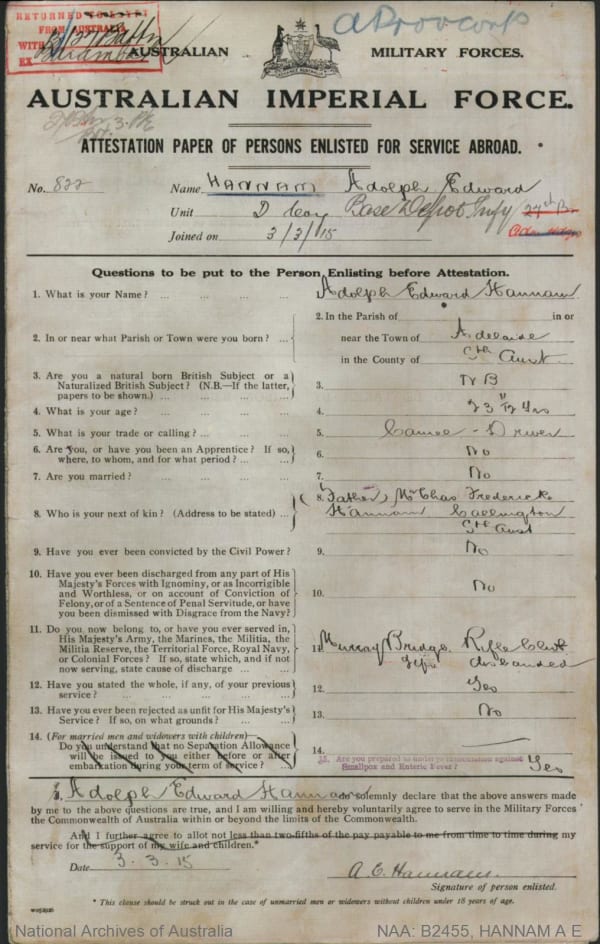 RETURNED TO
FROM AUSTRALIA
WITH
EX
AUSTRALIAN MILITARY FORCES.
AUSTRALIAN IMPERIAL FORCE.
ATTESTATION PAPER OF PERSONS ENLISTED FOR SERVICE ABROAD.
No. 822 Name HANNAM Adolph Edward
Unit D Coy Base Depot Infy 27th B
Joined on 3/3/15
Questions to be put to the Person Enlisting before Attestation.
1. What is your Name? Adolph Edward Hannam
2. In or near what Parish or Town were you born? 2. In the Parish of in or
near the Town of Adelaide
in the County of Sth Aust
3. Are you a natural born British Subject or a
Naturalized British Subject? (N.B.—If the latter,
papers to be shown.) 3. N B
4. What is your age? 4. 23 11/12 Yrs
5. What is your trade or calling? 5. Driver
6. Are you, or have you been an Apprentice? If so,
where, to whom, and for what period? 6. No
7. Are you married? 7. No
8. Who is your next of kin? (Address to be stated) 8. (Father) Mr Chas Frederick
Hannam Callington
Sth Aust
9. Have you ever been convicted by the Civil Power? 9. No
10. Have you ever been discharged from any part of His
Majesty's Forces with Ignominy, or as Incorrigible
and Worthless, or on account of Conviction of
Felony, or of a Sentence of Penal Servitude, or have
you been dismissed with Disgrace from the Navy? 10. No
11. Do you now belong to, or have you ever served in,
His Majesty's Army, the Marines, the Militia, the
Militia Reserve, the Territorial Force, Royal Navy,
or Colonial Forces? If so, state which, and if not
now serving, state cause of discharge 11. Murray Bridge Rifle Club
disbanded
12. Have you stated the whole, if any, of your previous
service? 12. Yes
13. Have you ever been rejected as unfit for His Majesty's
Service? If so, on what grounds? 13. No
14. (For married men and widowers with children)—
Do you understand that no Separation Allowance
will be issued to you either before or after
embarkation during your term of service? 14.
15. Are you prepared to undergo inoculation against
Smallpox and Enteric Fever? Yes
I, Adolph Edward Hannam do solemnly declare that the above answers made
by me to the above questions are true, and I am willing and hereby voluntarily agree to serve in the Military Forces
the Commonwealth of Australia within or beyond the limits of the Commonwealth.
And I further agree to allot not less than two-fifths of the pay payable to me from time to time during my
service for the support of my wife and children.*
Date 3.3.15
A. E. Hannam.
Signature of person enlisted.
* This clause should be struck out in the case of unmarried men or widowers without children under 18 years of age.
National Archives of Australia NAA: B2455, HANNAM A E